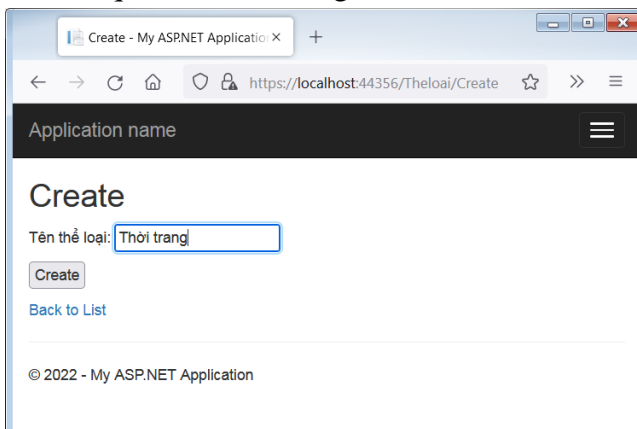 Create - My ASP.NET Application
https://localhost:44356/Theloai/Create
Application name
Create
Tên thể loại: Thời trang
Create
Back to List
© 2022 - My ASP.NET Application